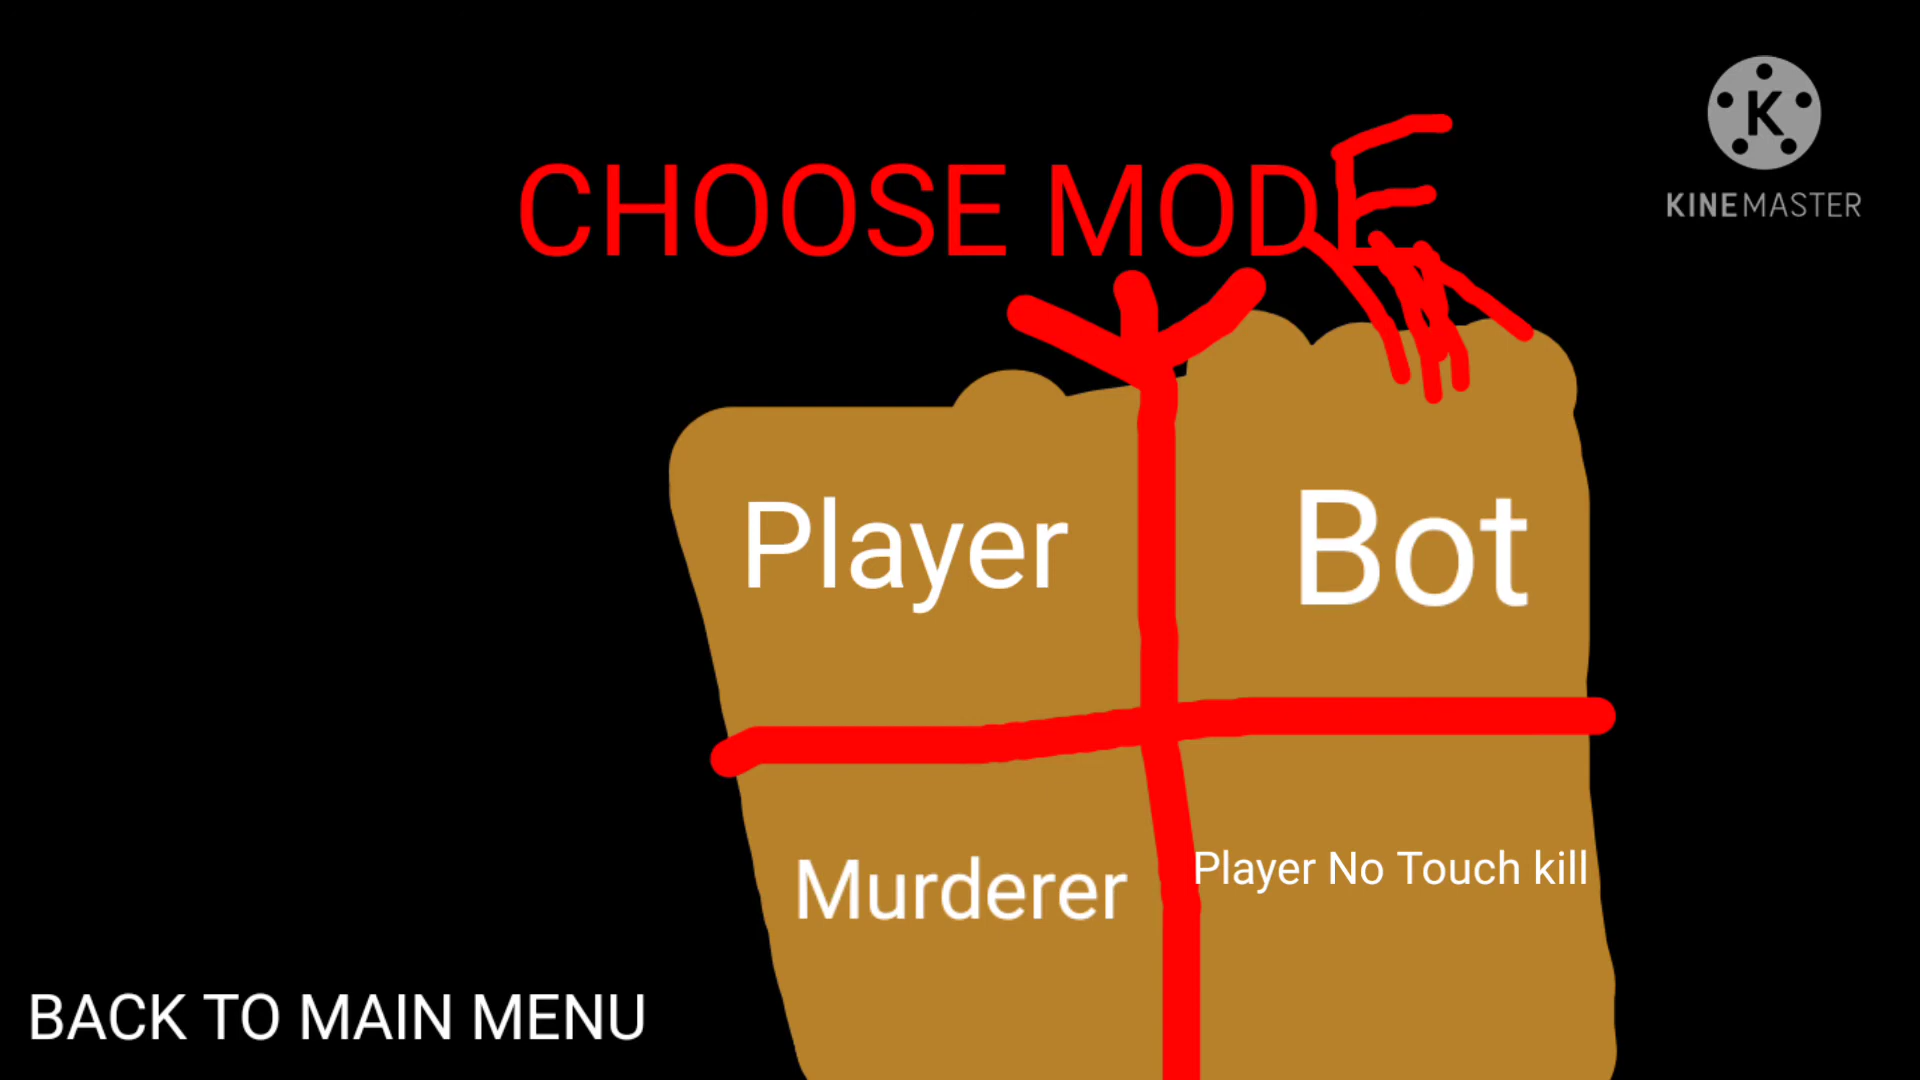 CHOOSE MODE
K
KINEMASTER
Player
Bot
Murderer
Player No Touch kill
BACK TO MAIN MENU